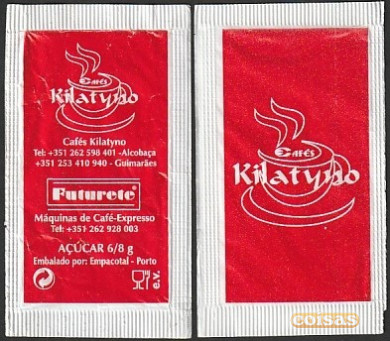 Cafés
Kilatyno
Cafés Kilatyno
Tel: +351 262 598 401 -Alcobaça
+351 253 410 940 - Guimarães
Futurete
Máquinas de Café-Expresso
Tel: +351 262 928 003
AÇÚCAR 6/8 g
Embalado por: Empacotal - Porto
e.v.
Cafés
Kilatyno
coisas